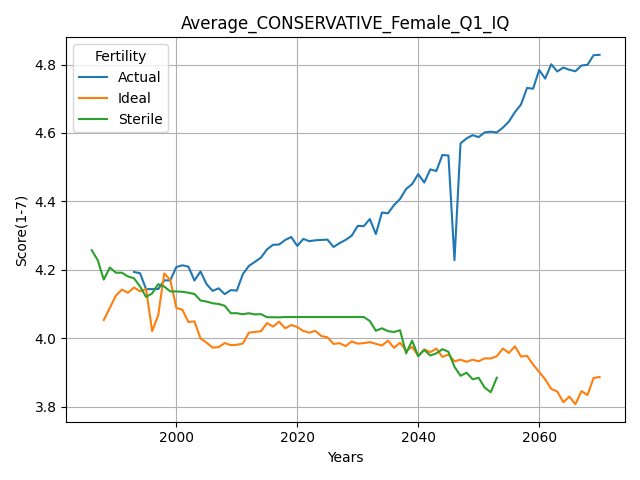 Average_CONSERVATIVE_Female_Q1_IQ
Fertility
Actual
Ideal
Sterile
Score(1-7)
4.8
4.6
4.4
4.2
4.0
3.8
2000
2020
2040
2060
Years